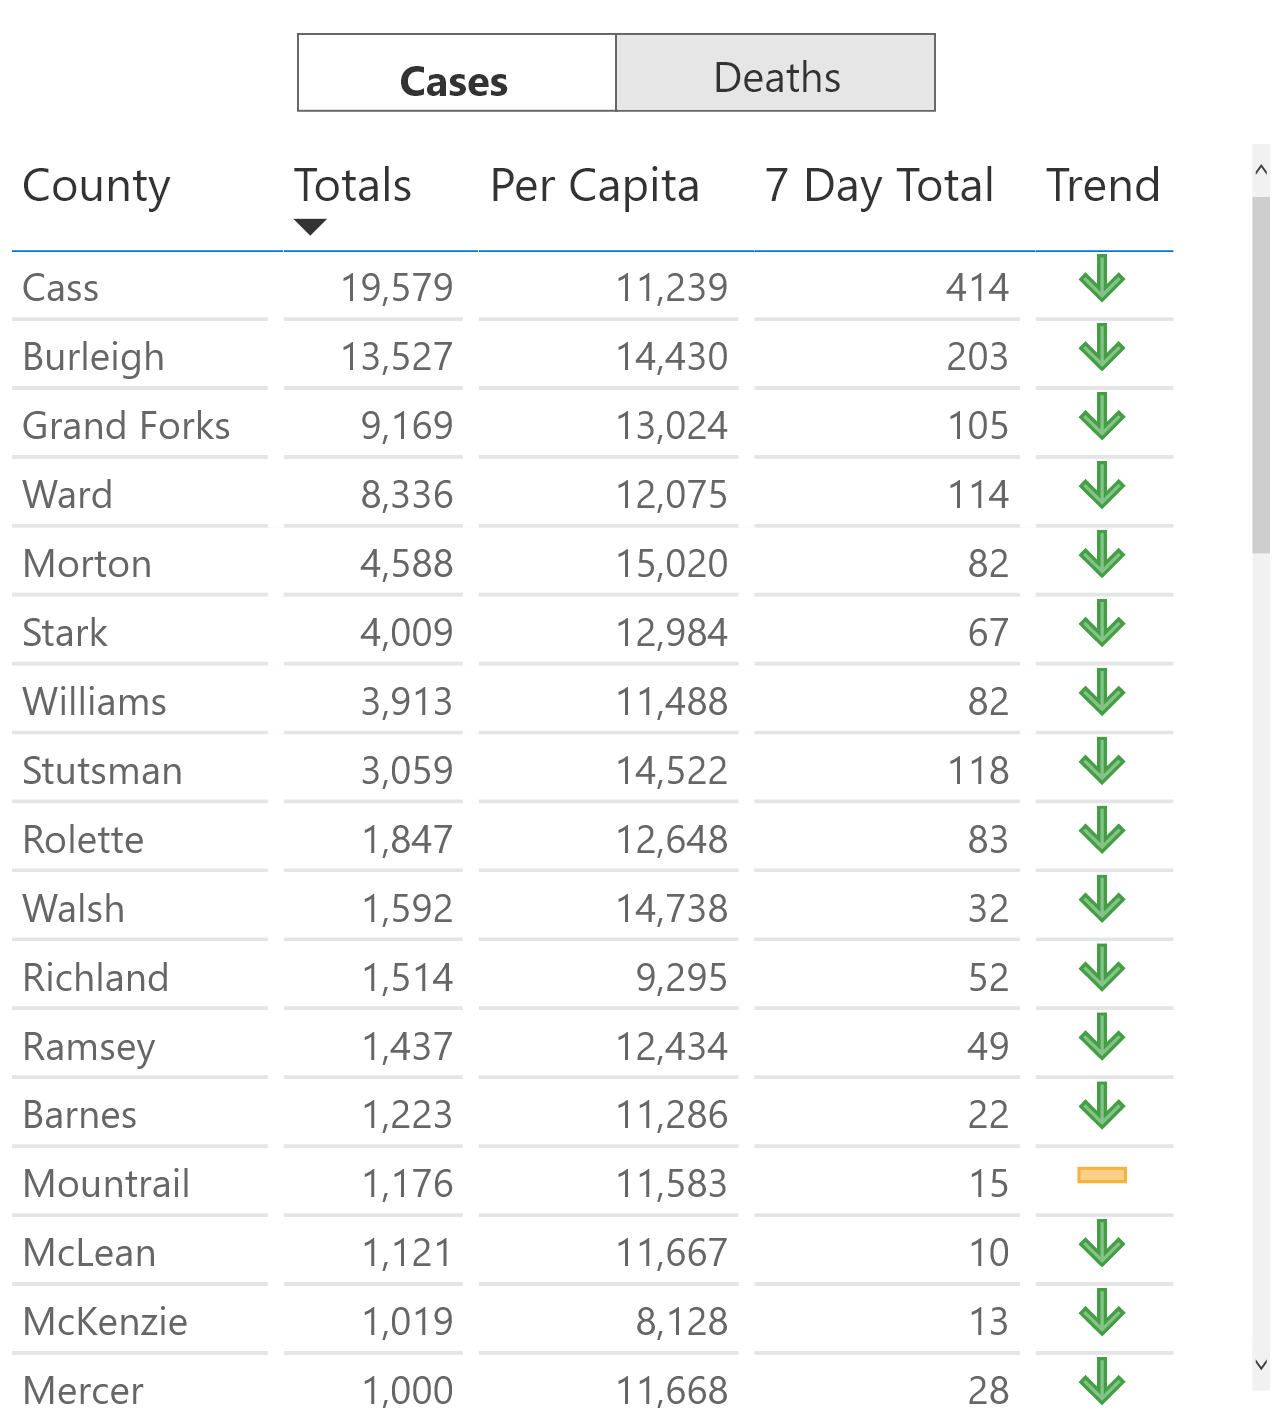 Cases Deaths
County Totals Per Capita 7 Day Total Trend
Cass 19,579 11,239 414
Burleigh 13,527 14,430 203
Grand Forks 9,169 13,024 105
Ward 8,336 12,075 114
Morton 4,588 15,020 82
Stark 4,009 12,984 67
Williams 3,913 11,488 82
Stutsman 3,059 14,522 118
Rolette 1,847 12,648 83
Walsh 1,592 14,738 32
Richland 1,514 9,295 52
Ramsey 1,437 12,434 49
Barnes 1,223 11,286 22
Mountrail 1,176 11,583 15
McLean 1,121 11,667 10
McKenzie 1,019 8,128 13
Mercer 1,000 11,668 28